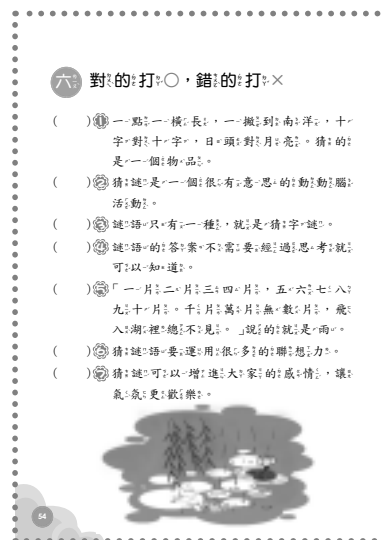 六 對的打○，錯的打×
( ) 1 一點一橫長，一搬到南洋，十
字對十字，日頭對月亮。猜的
是一個物品。
( ) 2 猜謎是一個很有意思的動動腦
活動。
( ) 3 謎語只有一種，就是猜字謎。
( ) 4 謎語的答案不需要經過思考就
可以知道。
( ) 5 「一片二片三四片，五六七八
九十片。千片萬片無數片，飛
入湖裡總不見。」說的就是雨。
( ) 6 猜謎語要運用很多的聯想力。
( ) 7 猜謎可以增進大家的感情，讓
氣氛更歡樂。
54